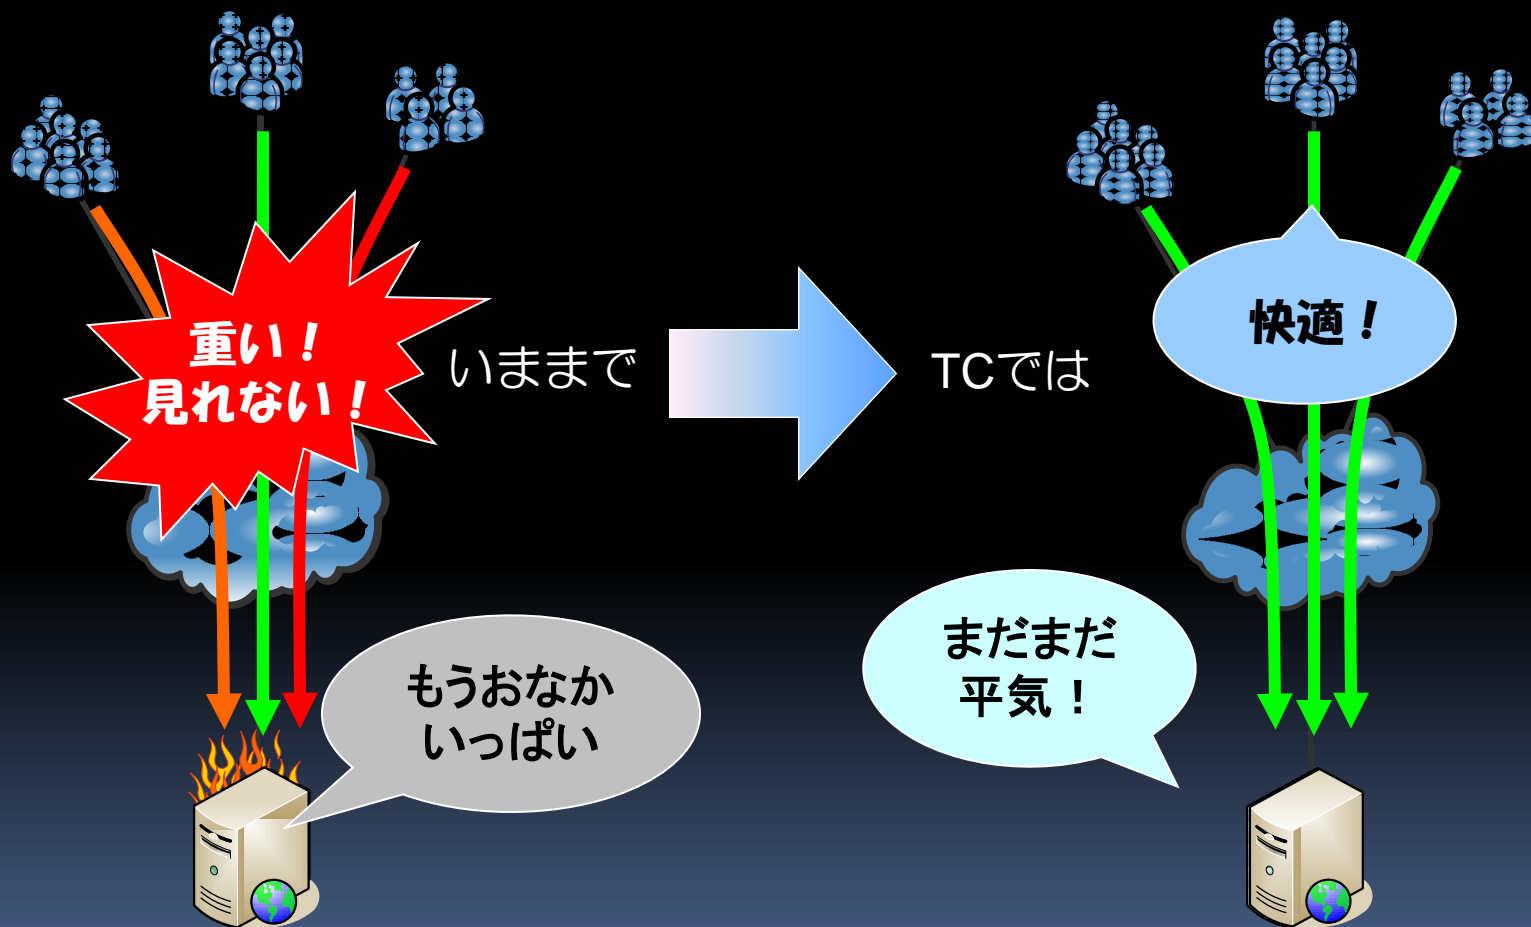 重い！
見れない！
いままで
もうおなか
いっぱい
TCでは
快適！
まだまだ
平気！